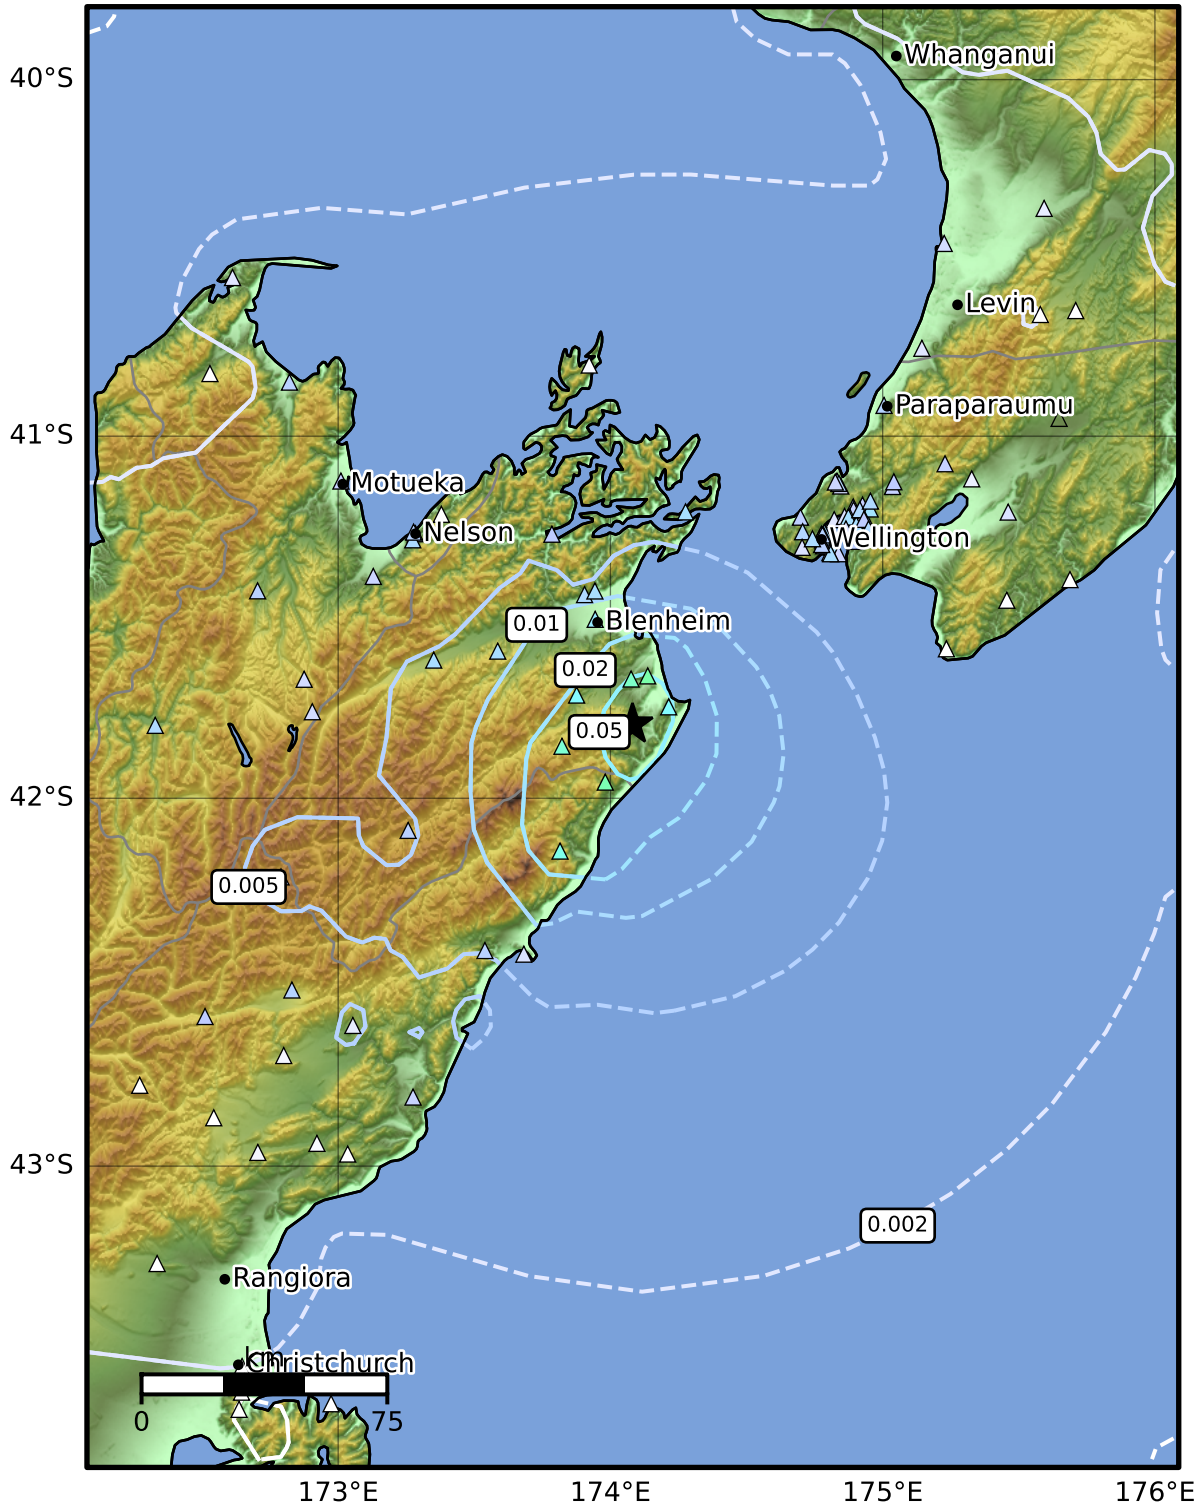 Whanganui
40°S
Levin
Paraparaumu
41°S
Motueka
Nelson
Wellington
0.01
Blenheim
0.02
0.05
42°S
0.005
43°S
0.002
Rangiora
km
Christchurch
0
75
173°E
174°E
175°E
176°E